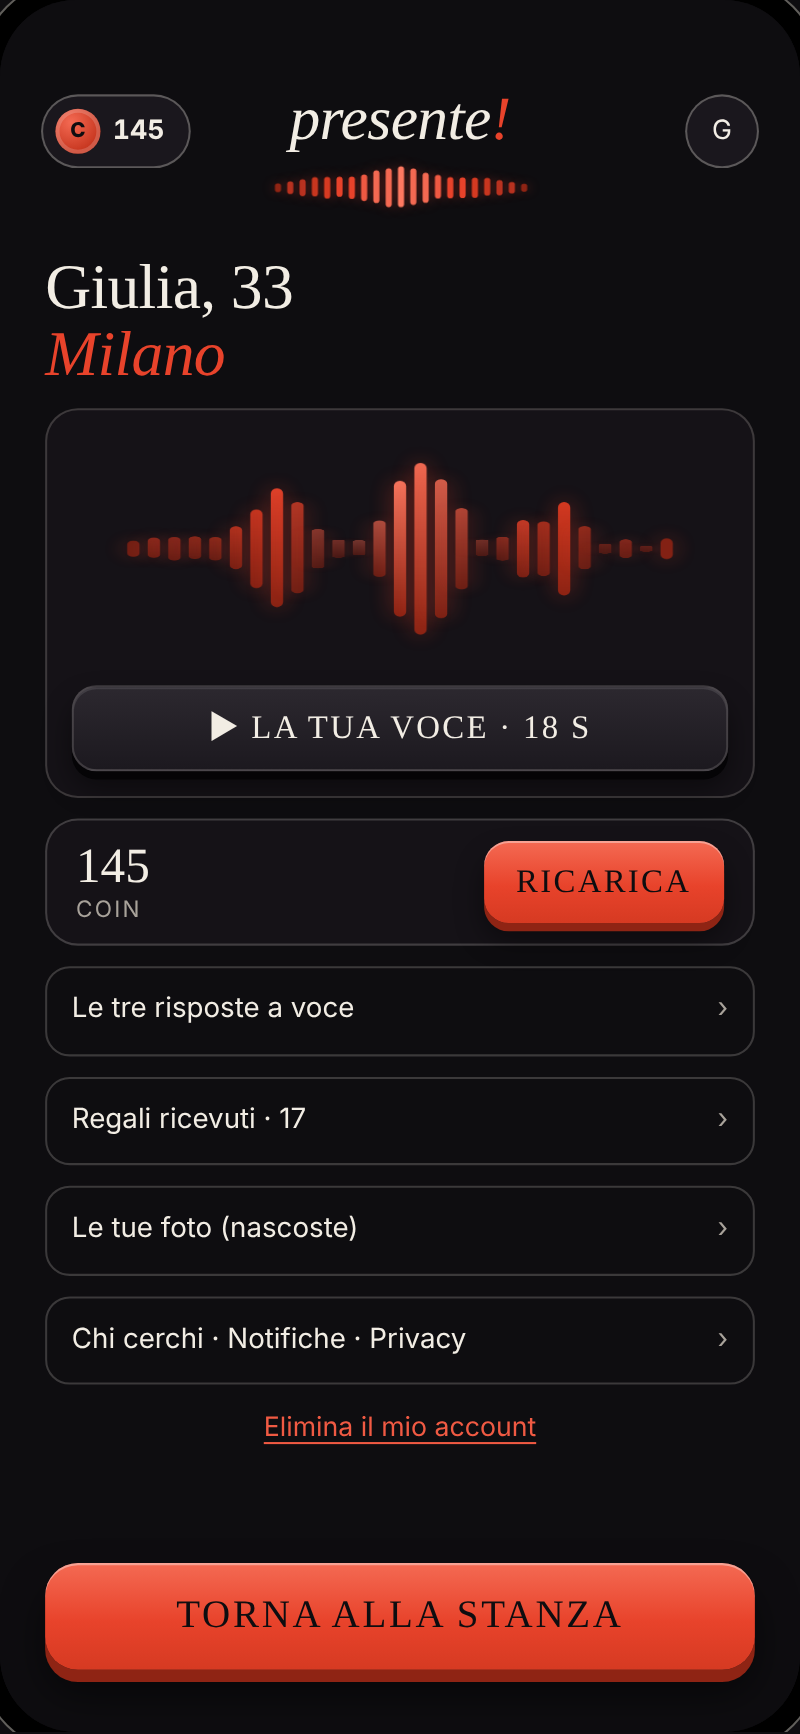 C 145
presente!
G
Giulia, 33
Milano
▶ LA TUA VOCE · 18 S
145
COIN
RICARICA
Le tre risposte a voce ›
Regali ricevuti · 17 ›
Le tue foto (nascoste) ›
Chi cerchi · Notifiche · Privacy ›
Elimina il mio account
TORNA ALLA STANZA